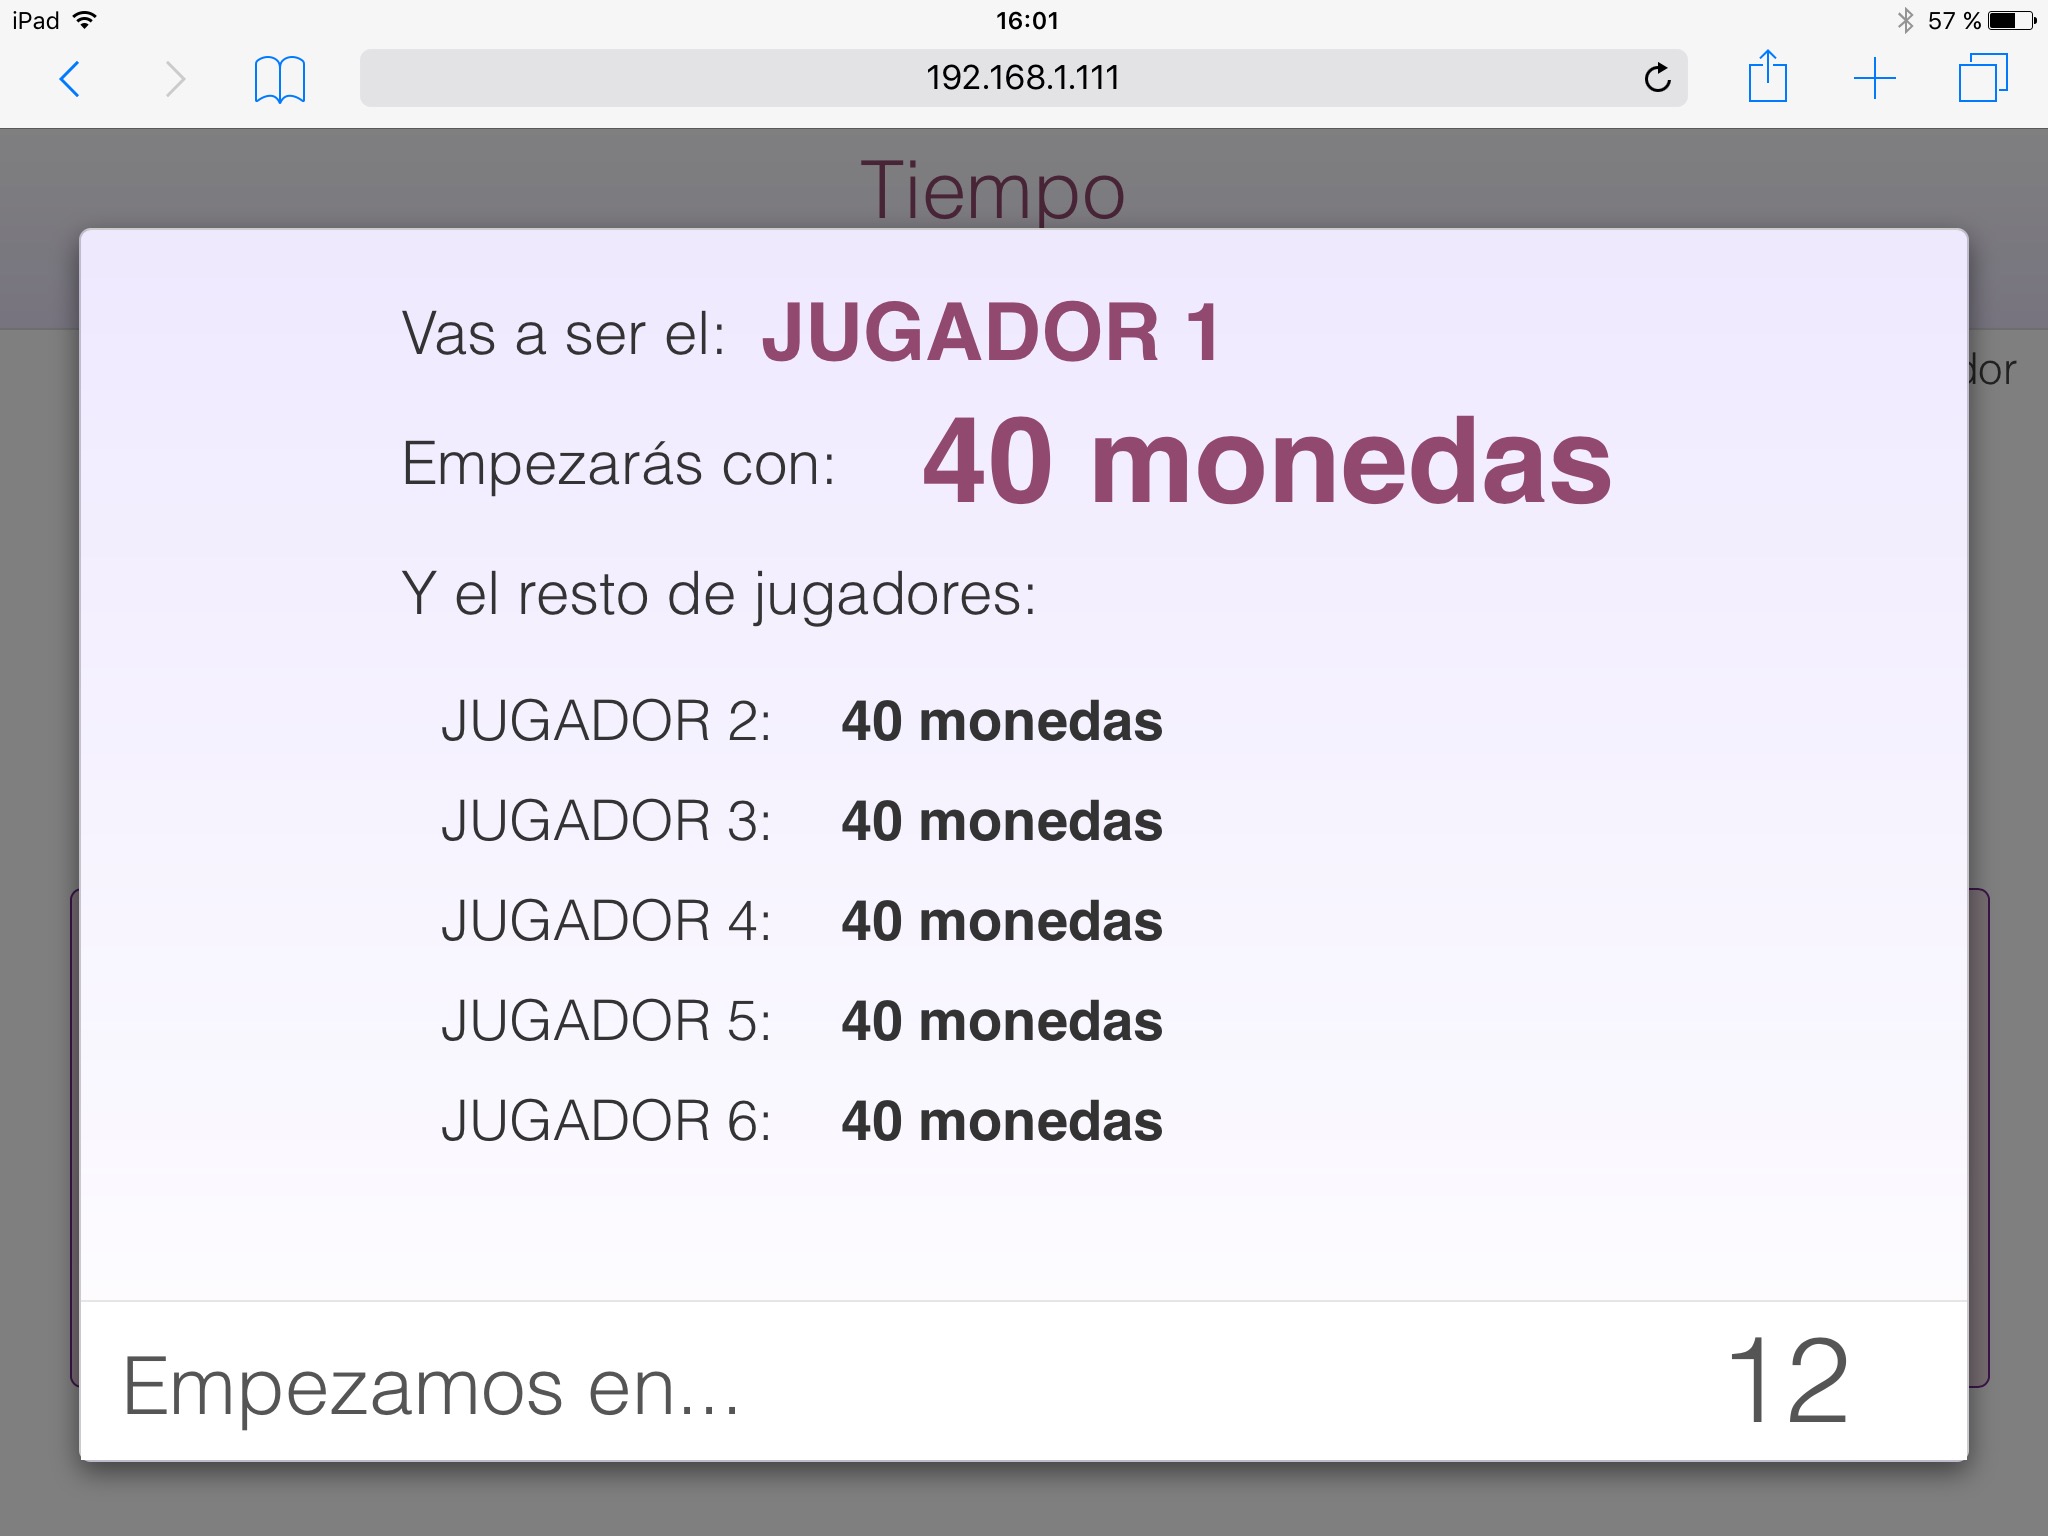 iPad 16:01 57 %
192.168.1.111
Tiempo
Vas a ser el: JUGADOR 1
dor
Empezarás con: 40 monedas
Y el resto de jugadores:
JUGADOR 2: 40 monedas
JUGADOR 3: 40 monedas
JUGADOR 4: 40 monedas
JUGADOR 5: 40 monedas
JUGADOR 6: 40 monedas
Empezamos en... 12